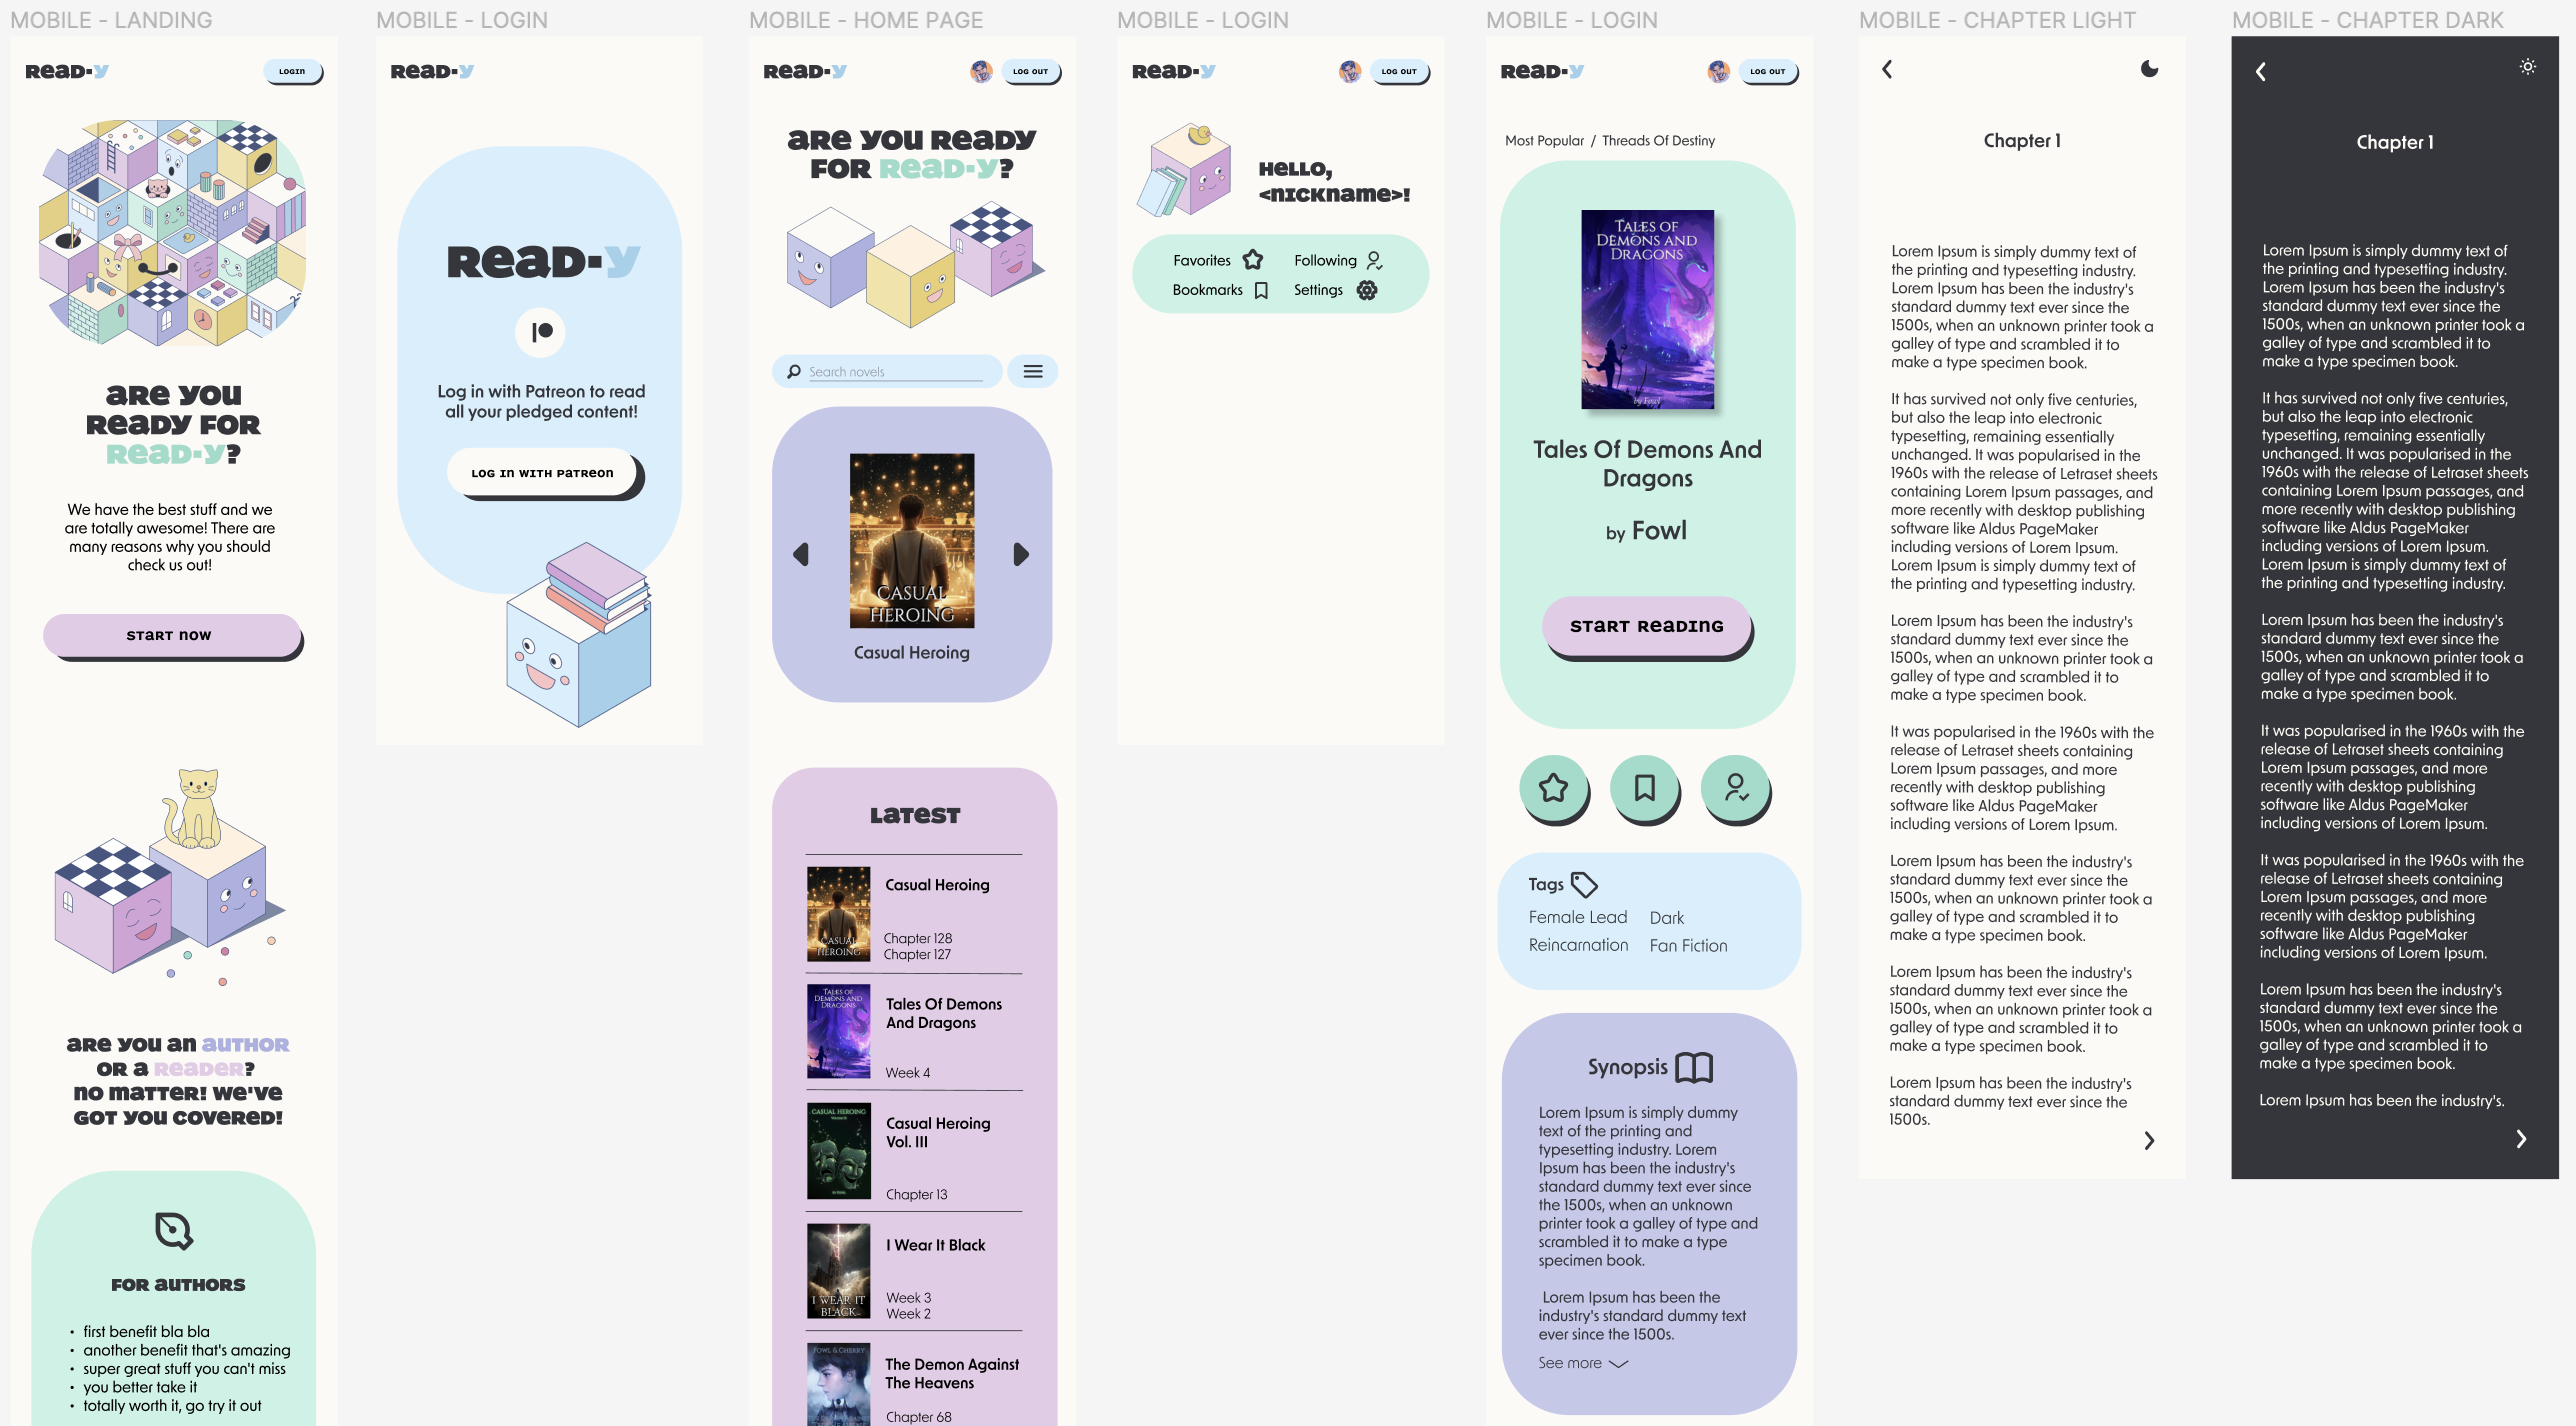 MOBILE - LANDING
Read-y
LOGIN
are you
Ready for
Read-y?
We have the best stuff and we
are totally awesome! There are
many reasons why you should
check us out!
start now
are you an author
or a reader?
no matter! we've
got you covered!
for authors
• first benefit bla bla
• another benefit that's amazing
• super great stuff you can't miss
• you better take it
• totally worth it, go try it out
MOBILE - LOGIN
Read-y
Read-y
Log in with Patreon to read
all your pledged content!
Log in with Patreon
MOBILE - HOME PAGE
Read-y
LOG OUT
are you Ready
for Read-y?
Search novels
CASUAL
HEROING
Casual Heroing
Latest
CASUAL
HEROING
Casual Heroing
Chapter 128
Chapter 127
TALES OF
DEMONS AND
DRAGONS
Tales Of Demons
And Dragons
Week 4
CASUAL HEROING
Casual Heroing
Vol. III
Chapter 13
I WEAR IT
BLACK
I Wear It Black
Week 3
Week 2
FOWL & CHERRY
The Demon Against
The Heavens
Chapter 68
MOBILE - LOGIN
Read-y
LOG OUT
Hello,
<nickname>!
Favorites
Following
Bookmarks
Settings
MOBILE - LOGIN
Read-y
LOG OUT
Most Popular / Threads Of Destiny
TALES OF
DEMONS AND
DRAGONS
by Fowl
Tales Of Demons And
Dragons
by Fowl
Start Reading
Tags
Female Lead
Dark
Reincarnation
Fan Fiction
Synopsis
Lorem Ipsum is simply dummy
text of the printing and
typesetting industry. Lorem
Ipsum has been the industry's
standard dummy text ever since
the 1500s, when an unknown
printer took a galley of type and
scrambled it to make a type
specimen book.
Lorem Ipsum has been the
industry's standard dummy text
ever since the 1500s.
See more
MOBILE - CHAPTER LIGHT
Chapter 1
Lorem Ipsum is simply dummy text of
the printing and typesetting industry.
Lorem Ipsum has been the industry's
standard dummy text ever since the
1500s, when an unknown printer took a
galley of type and scrambled it to
make a type specimen book.
It has survived not only five centuries,
but also the leap into electronic
typesetting, remaining essentially
unchanged. It was popularised in the
1960s with the release of Letraset sheets
containing Lorem Ipsum passages, and
more recently with desktop publishing
software like Aldus PageMaker
including versions of Lorem Ipsum.
Lorem Ipsum is simply dummy text of
the printing and typesetting industry.
Lorem Ipsum has been the industry's
standard dummy text ever since the
1500s, when an unknown printer took a
galley of type and scrambled it to
make a type specimen book.
It was popularised in the 1960s with the
release of Letraset sheets containing
Lorem Ipsum passages, and more
recently with desktop publishing
software like Aldus PageMaker
including versions of Lorem Ipsum.
Lorem Ipsum has been the industry's
standard dummy text ever since the
1500s, when an unknown printer took a
galley of type and scrambled it to
make a type specimen book.
Lorem Ipsum has been the industry's
standard dummy text ever since the
1500s, when an unknown printer took a
galley of type and scrambled it to
make a type specimen book.
Lorem Ipsum has been the industry's
standard dummy text ever since the
1500s.
MOBILE - CHAPTER DARK
Chapter 1
Lorem Ipsum is simply dummy text of
the printing and typesetting industry.
Lorem Ipsum has been the industry's
standard dummy text ever since the
1500s, when an unknown printer took a
galley of type and scrambled it to
make a type specimen book.
It has survived not only five centuries,
but also the leap into electronic
typesetting, remaining essentially
unchanged. It was popularised in the
1960s with the release of Letraset sheets
containing Lorem Ipsum passages, and
more recently with desktop publishing
software like Aldus PageMaker
including versions of Lorem Ipsum.
Lorem Ipsum is simply dummy text of
the printing and typesetting industry.
Lorem Ipsum has been the industry's
standard dummy text ever since the
1500s, when an unknown printer took a
galley of type and scrambled it to
make a type specimen book.
It was popularised in the 1960s with the
release of Letraset sheets containing
Lorem Ipsum passages, and more
recently with desktop publishing
software like Aldus PageMaker
including versions of Lorem Ipsum.
It was popularised in the 1960s with the
release of Letraset sheets containing
Lorem Ipsum passages, and more
recently with desktop publishing
software like Aldus PageMaker
including versions of Lorem Ipsum.
Lorem Ipsum has been the industry's
standard dummy text ever since the
1500s, when an unknown printer took a
galley of type and scrambled it to
make a type specimen book.
Lorem Ipsum has been the industry's.